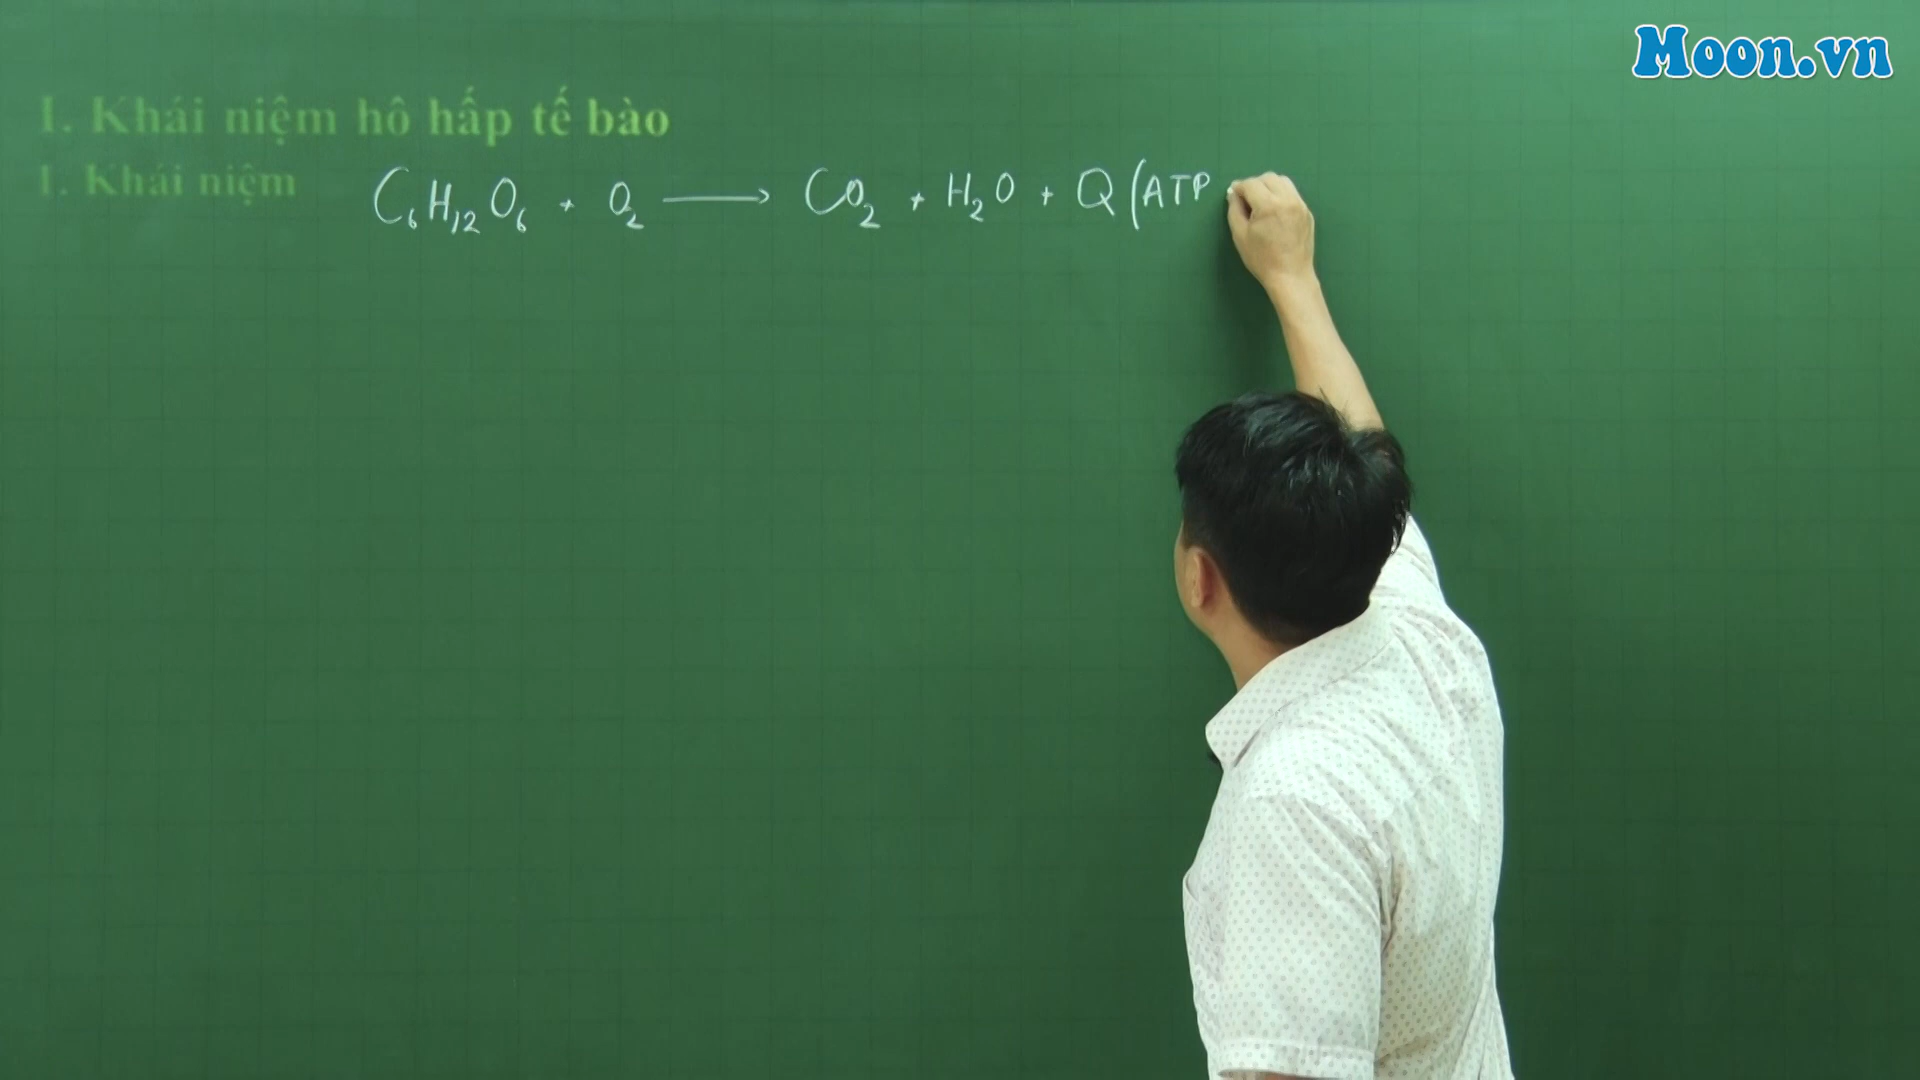 Moon.vn
I. Khái niệm hô hấp tế bào
1. Khái niệm
C₆H₁₂O₆ + O₂ → CO₂ + H₂O + Q (ATP